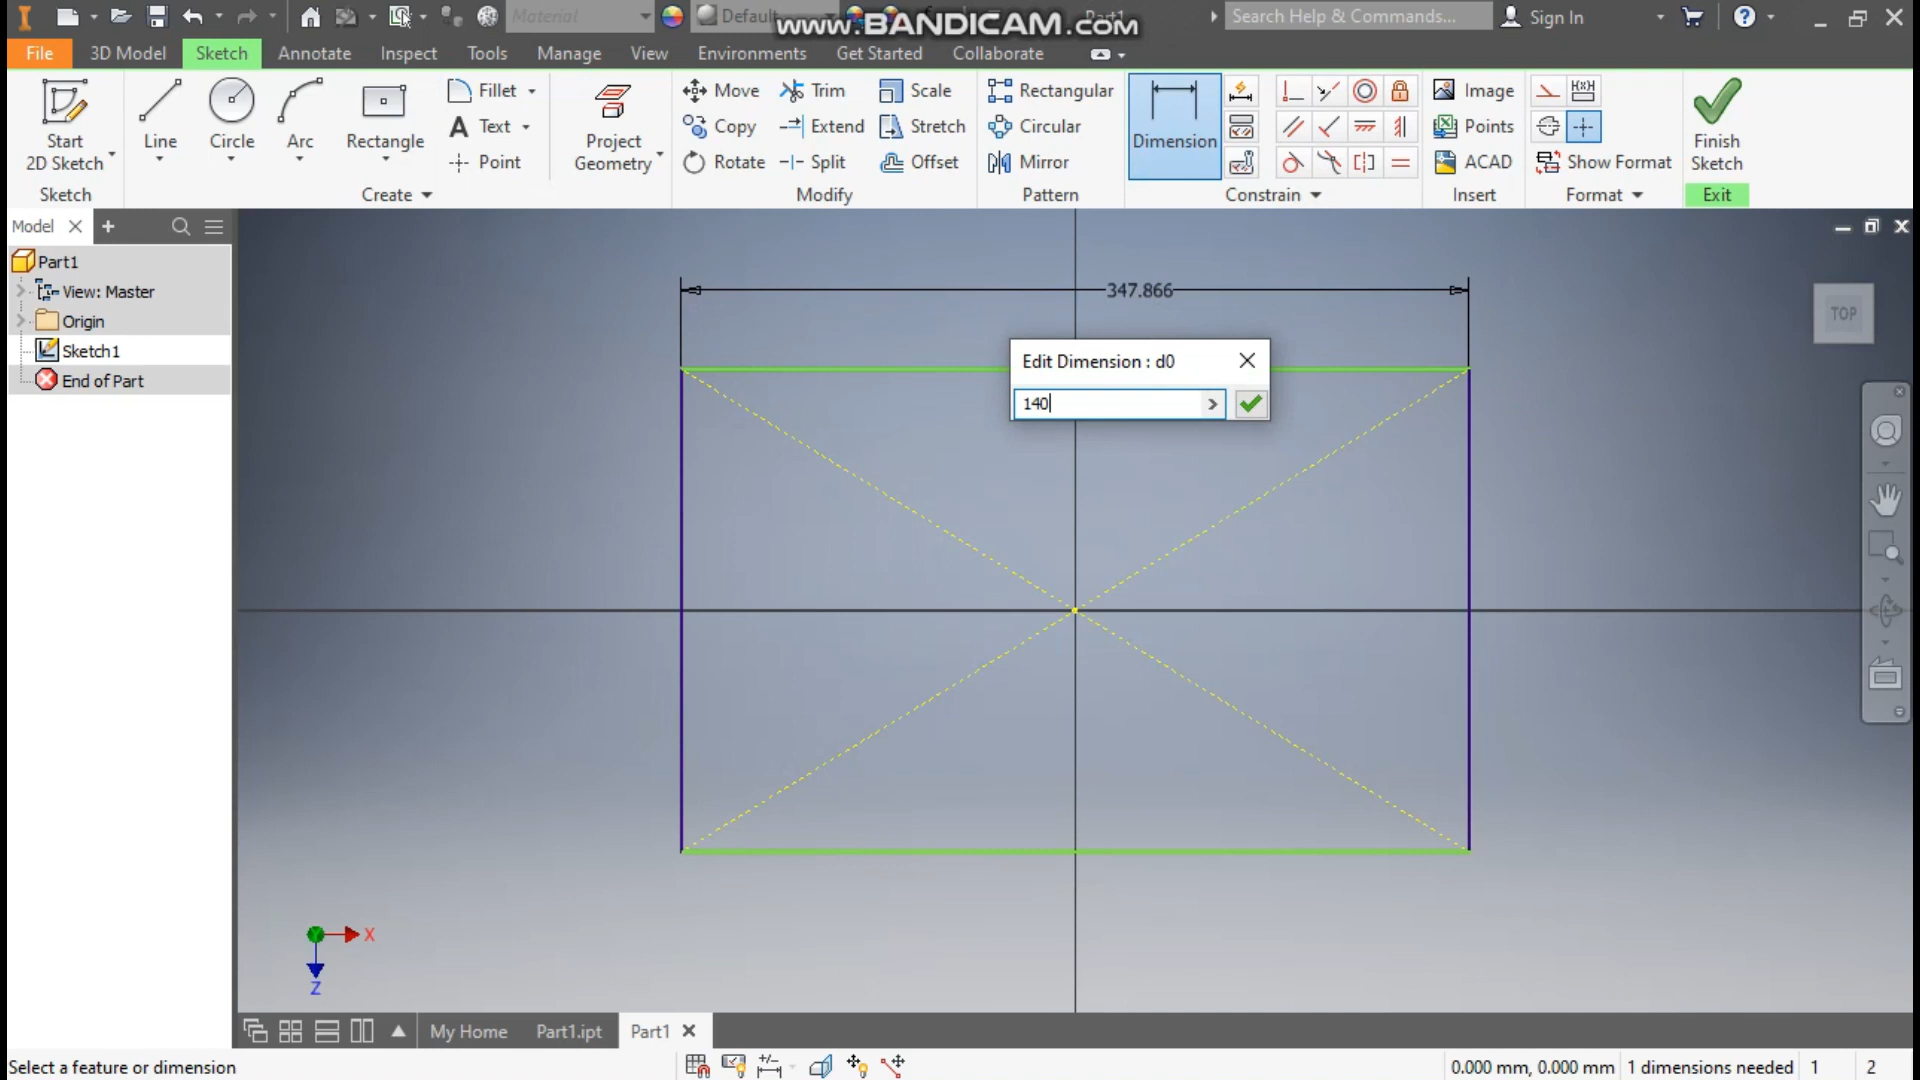 Material
Default
www.BANDICAM.com
Part1
Search Help & Commands...
Sign In
File
3D Model
Sketch
Annotate
Inspect
Tools
Manage
View
Environments
Get Started
Collaborate
Start
2D Sketch
Line
Circle
Arc
Rectangle
Fillet
Text
Point
Project
Geometry
Move
Copy
Rotate
Trim
Extend
Split
Scale
Stretch
Offset
Rectangular
Circular
Mirror
Dimension
Image
Points
ACAD
Show Format
Finish
Sketch
Sketch
Create
Modify
Pattern
Constrain
Insert
Format
Exit
Model
Part1
View: Master
Origin
Sketch1
End of Part
347.866
Edit Dimension : d0
140
TOP
X
Z
My Home
Part1.ipt
Part1
Select a feature or dimension
0.000 mm, 0.000 mm
1 dimensions needed
1
2